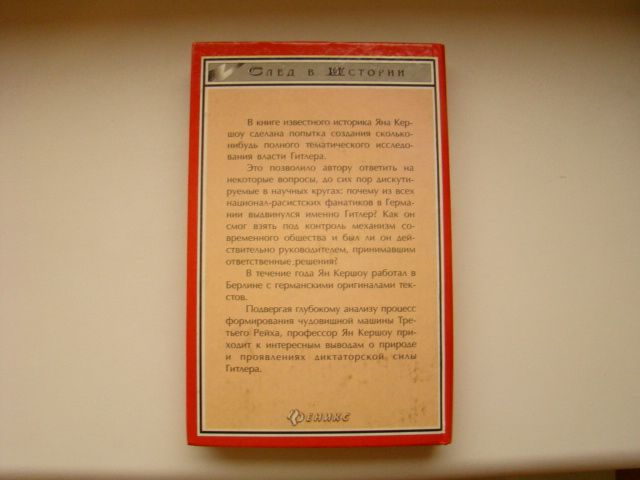 След в Истории
В книге известного историка Яна Кер-
шоу сделана попытка создания сколько-
нибудь полного тематического исследо-
вания власти Гитлера.
Это позволило автору ответить на
некоторые вопросы, до сих пор дискути-
руемые в научных кругах: почему из всех
национал-расистских фанатиков в Герма-
нии выдвинулся именно Гитлер? Как он
смог взять под контроль механизм со-
временного общества и был ли он дей-
ствительно руководителем, принимавшим
ответственные решения?
В течение года Ян Кершоу работал в
Берлине с германскими оригиналами тек-
стов.
Подвергая глубокому анализу процесс
формирования чудовищной машины Тре-
тьего Рейха, профессор Ян Кершоу при-
ходит к интересным выводам о природе
и проявлениях диктаторской силы
Гитлера.
Феникс